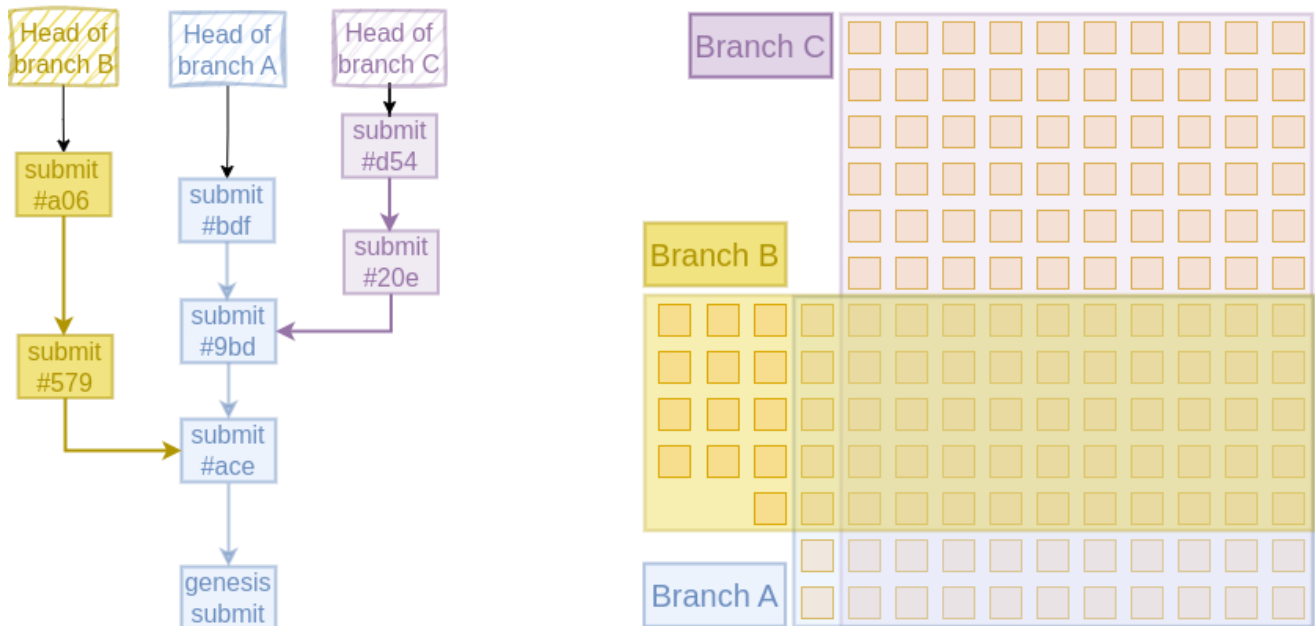 Head of
branch B
Head of
branch A
Head of
branch C
submit
#a06
submit
#bdf
submit
#d54
submit
#20e
submit
#579
submit
#9bd
submit
#ace
genesis
submit
Branch C
Branch B
Branch A